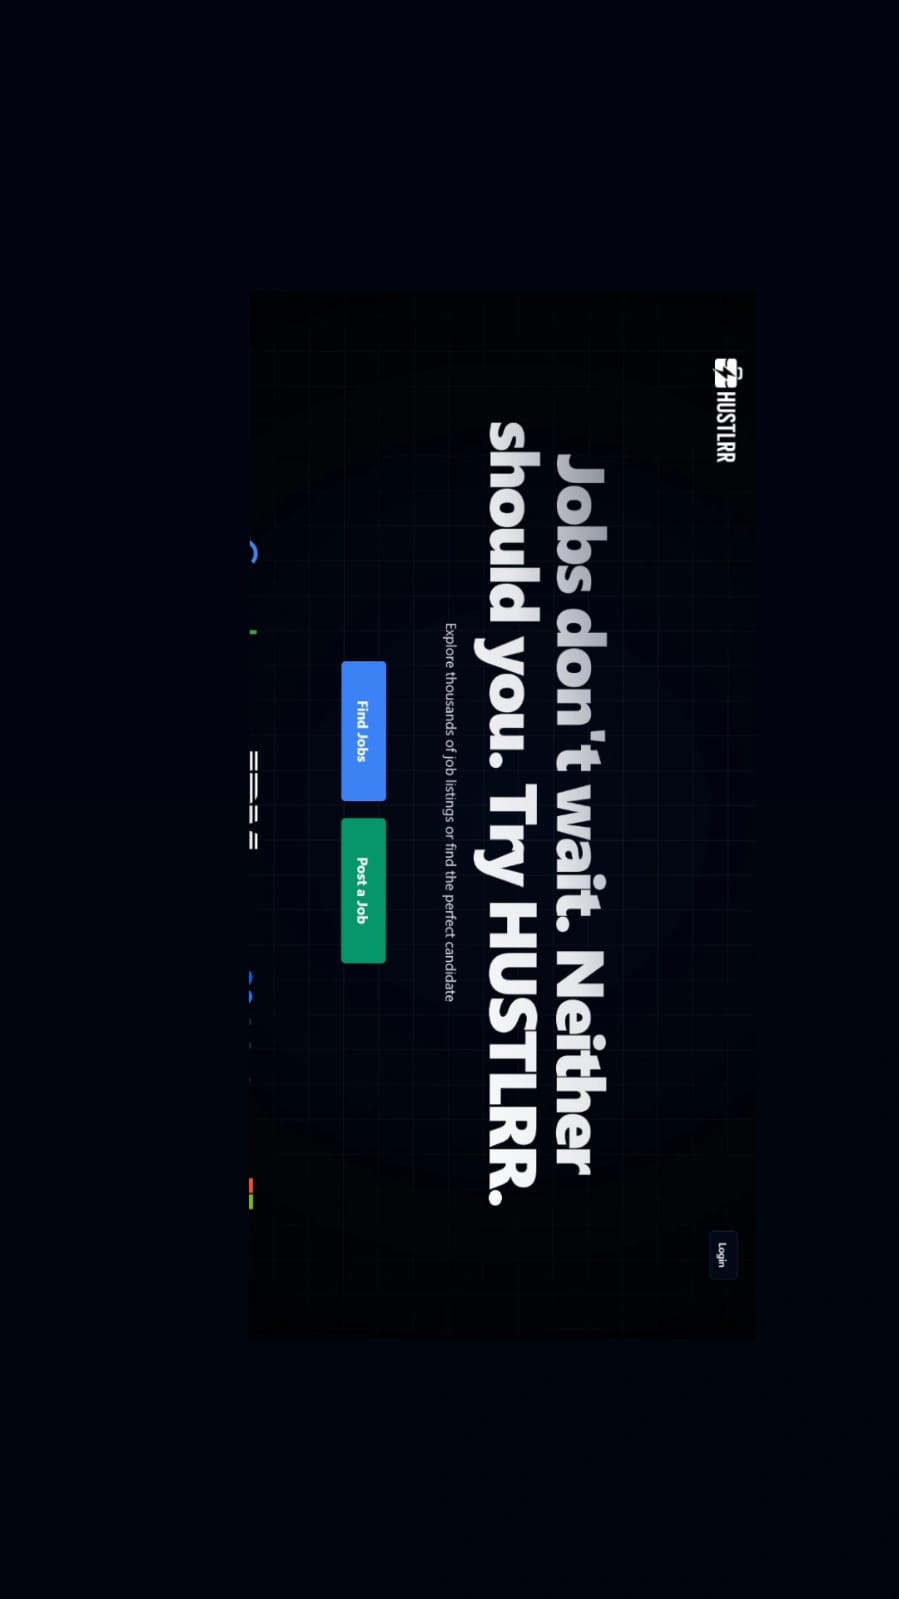 HUSTLRR
Login
Jobs don't wait. Neither
should you. Try HUSTLRR.
Explore thousands of job listings or find the perfect candidate
Find Jobs
Post a Job